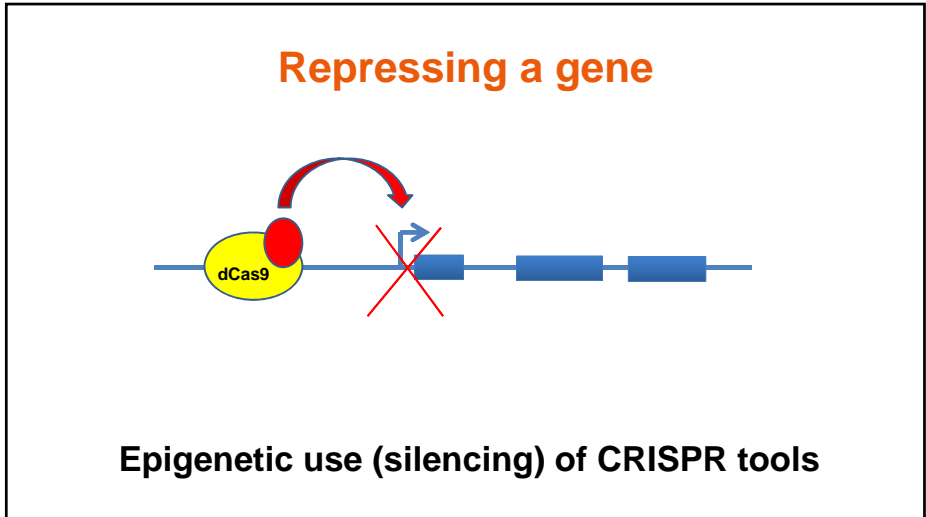 Repressing a gene
dCas9
Epigenetic use (silencing) of CRISPR tools